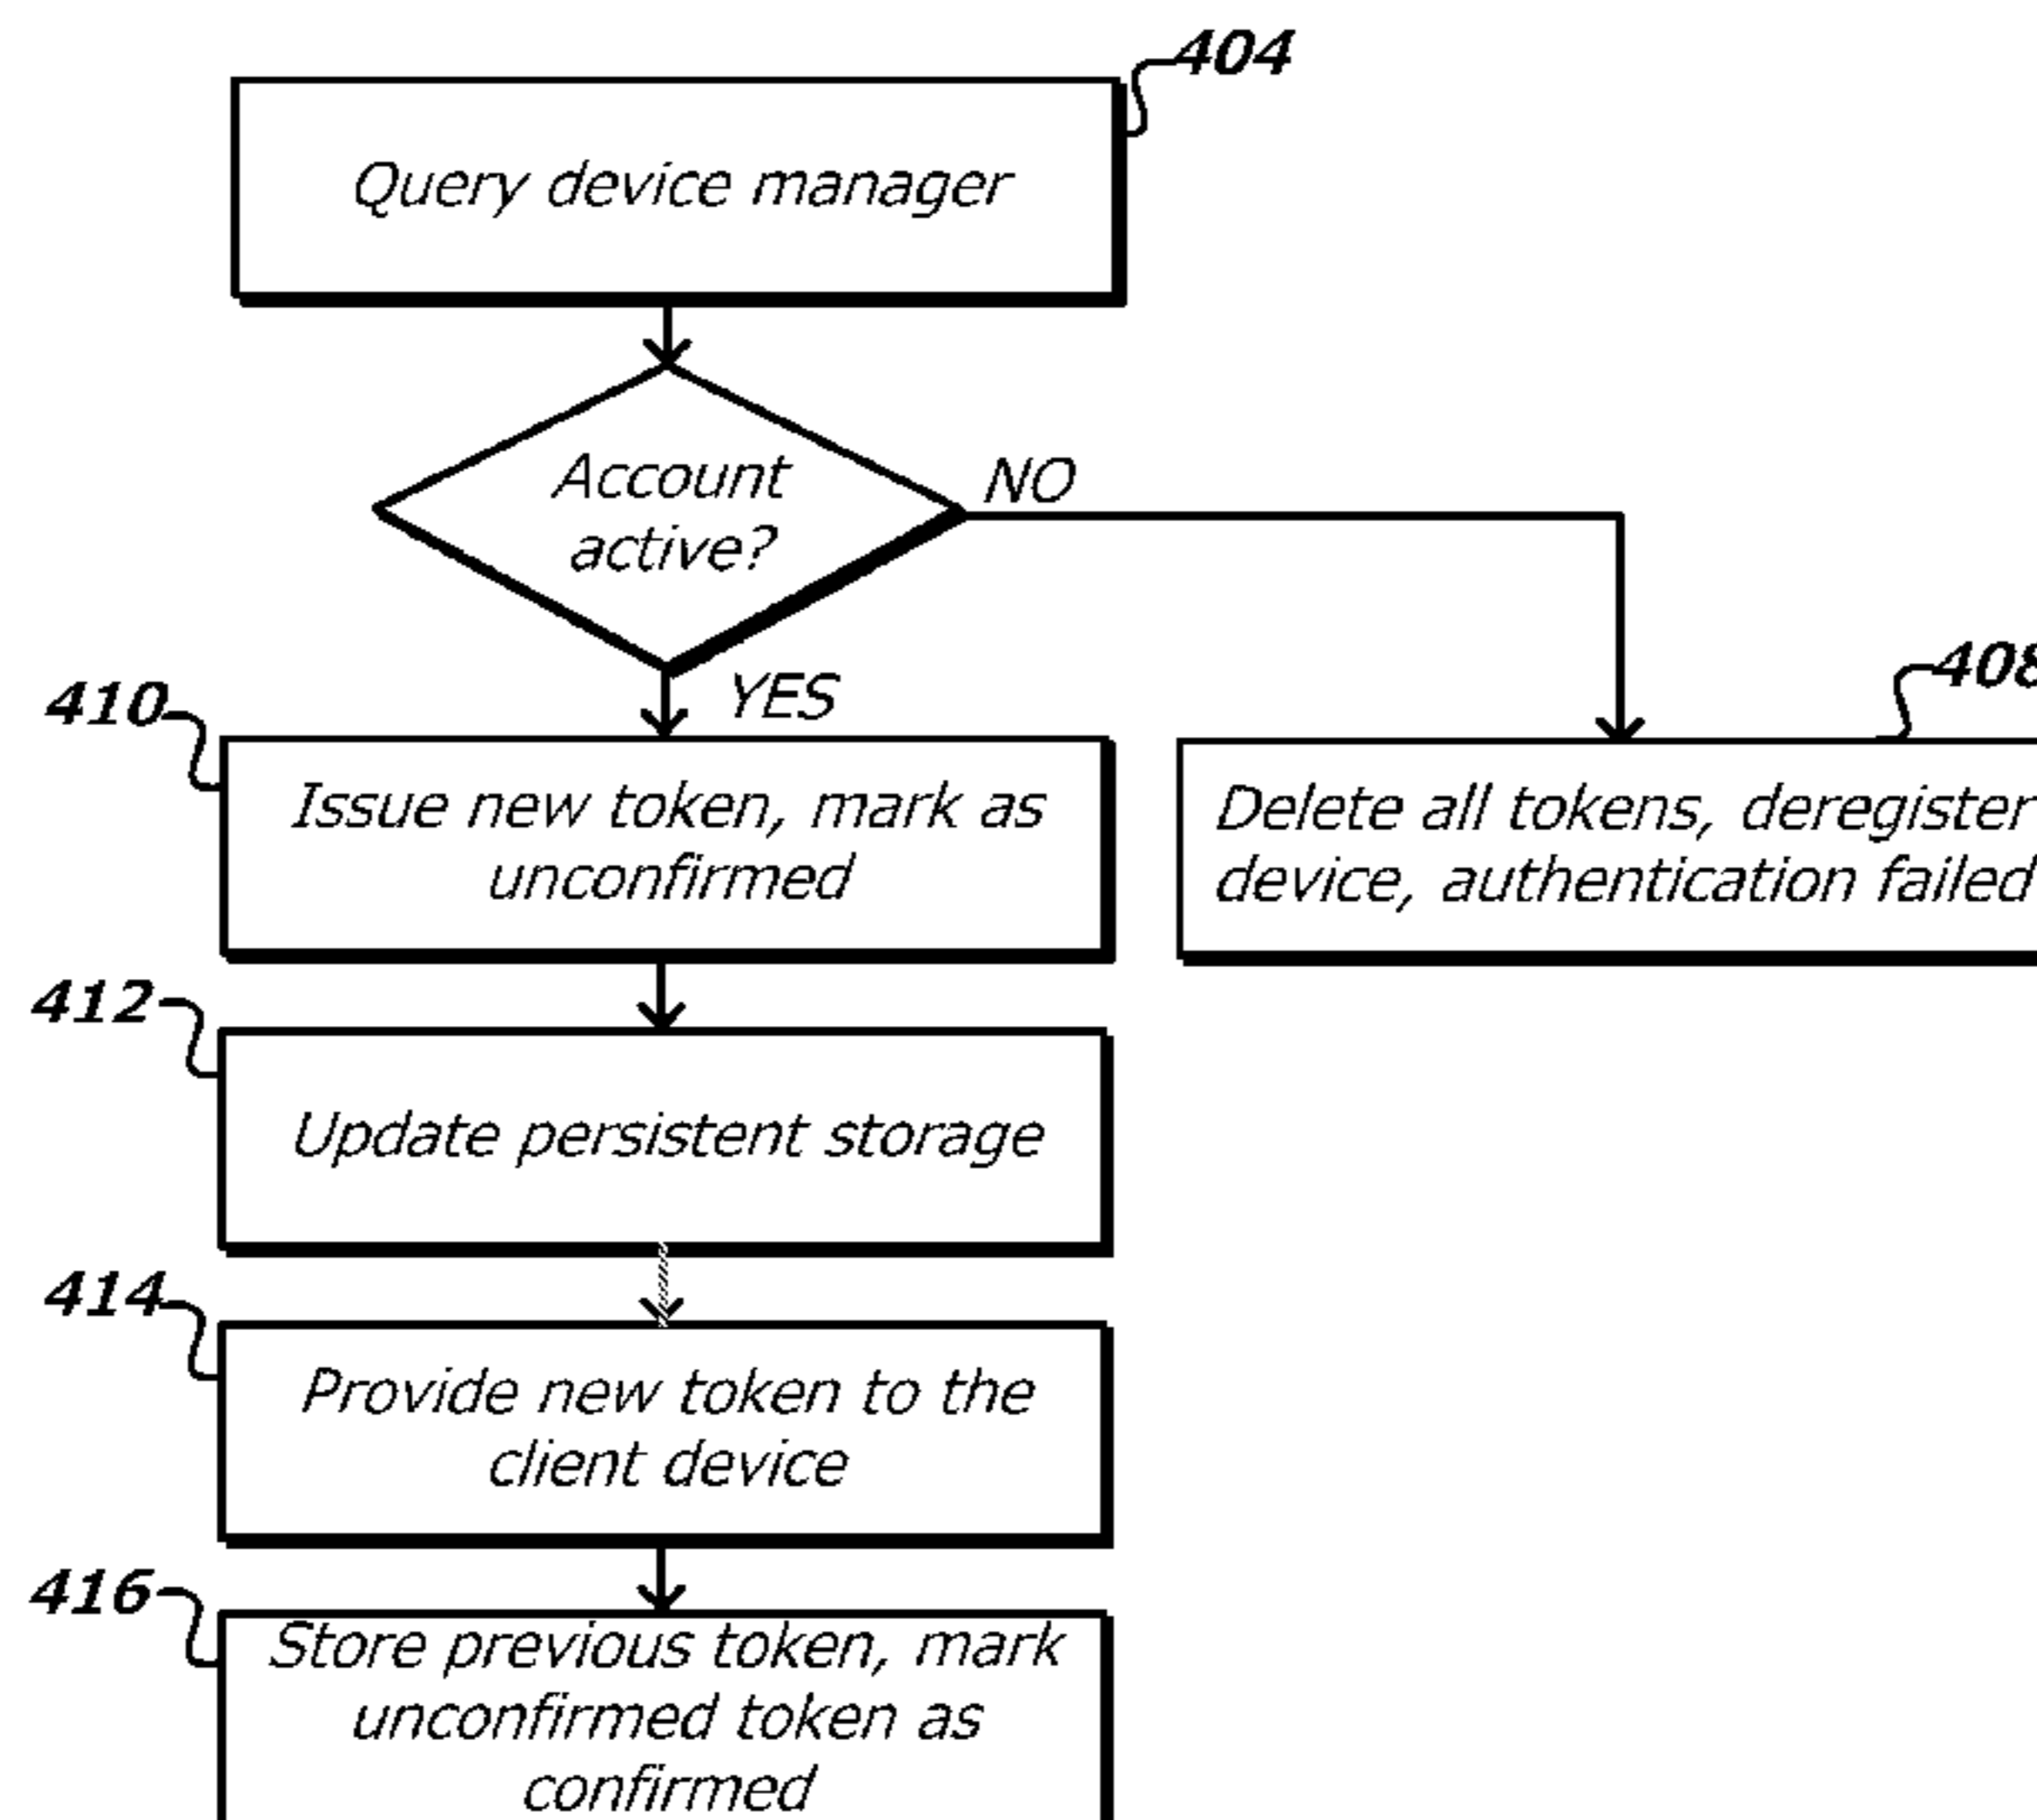 404
Query device manager
Account
active?
NO
YES
408
410
Issue new token, mark as
unconfirmed
Delete all tokens, deregister
device, authentication failed
412
Update persistent storage
414
Provide new token to the
client device
416
Store previous token, mark
unconfirmed token as
confirmed